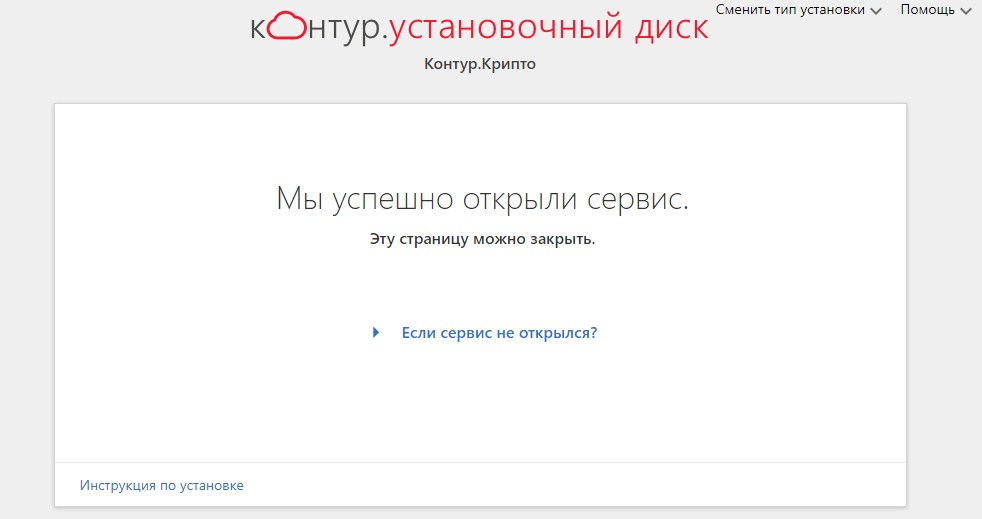 Сменить тип установки
Помощь
контур.установочный диск
Контур.Крипто
Мы успешно открыли сервис.
Эту страницу можно закрыть.
Если сервис не открылся?
Инструкция по установке